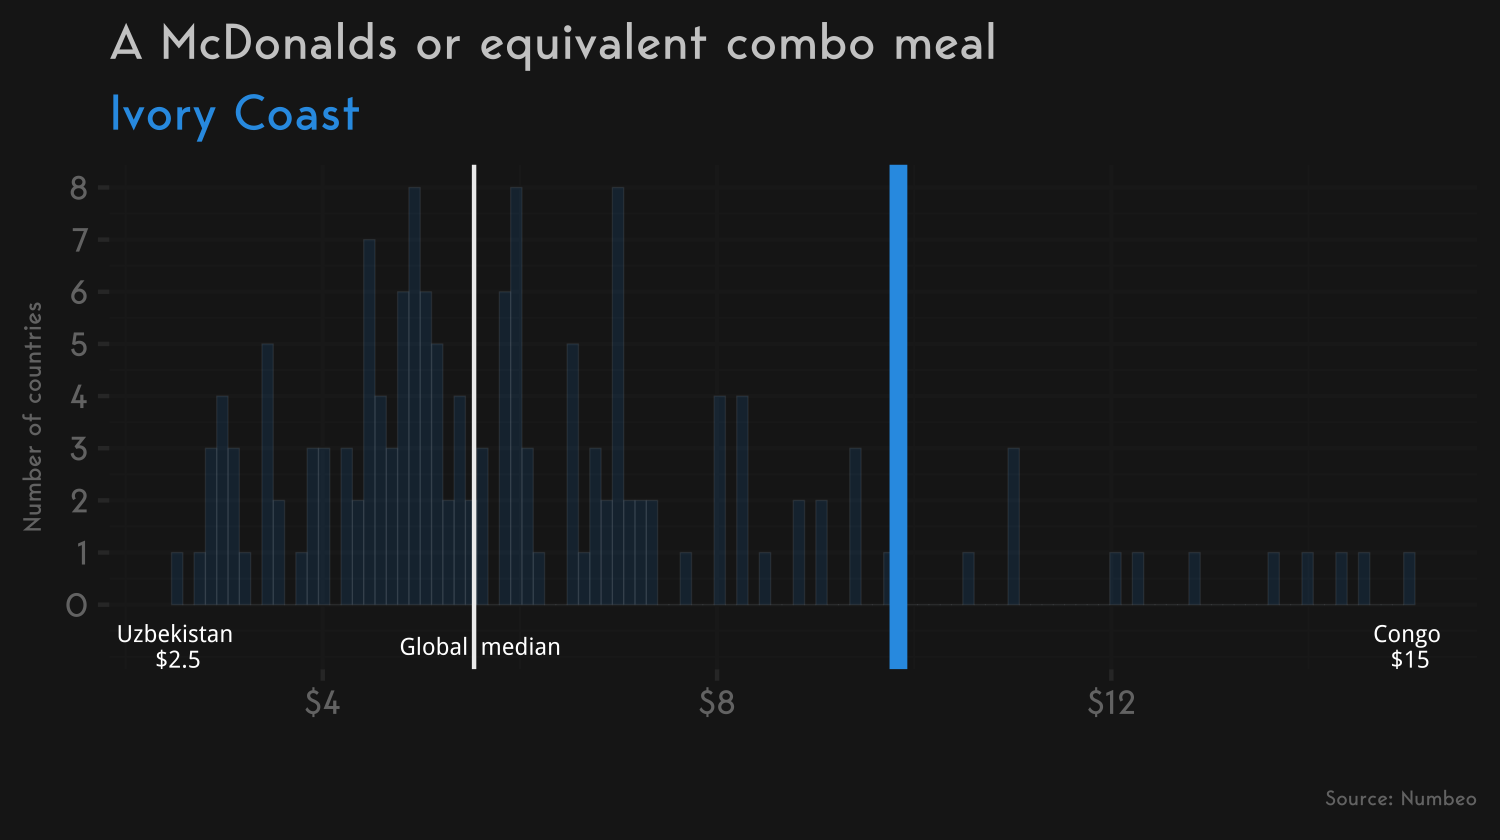 A McDonalds or equivalent combo meal
Ivory Coast
Number of countries
8
7
6
5
4
3
2
1
0
Uzbekistan
$2.5
Global median
Congo
$15
$4
$8
$12
Source: Numbeo